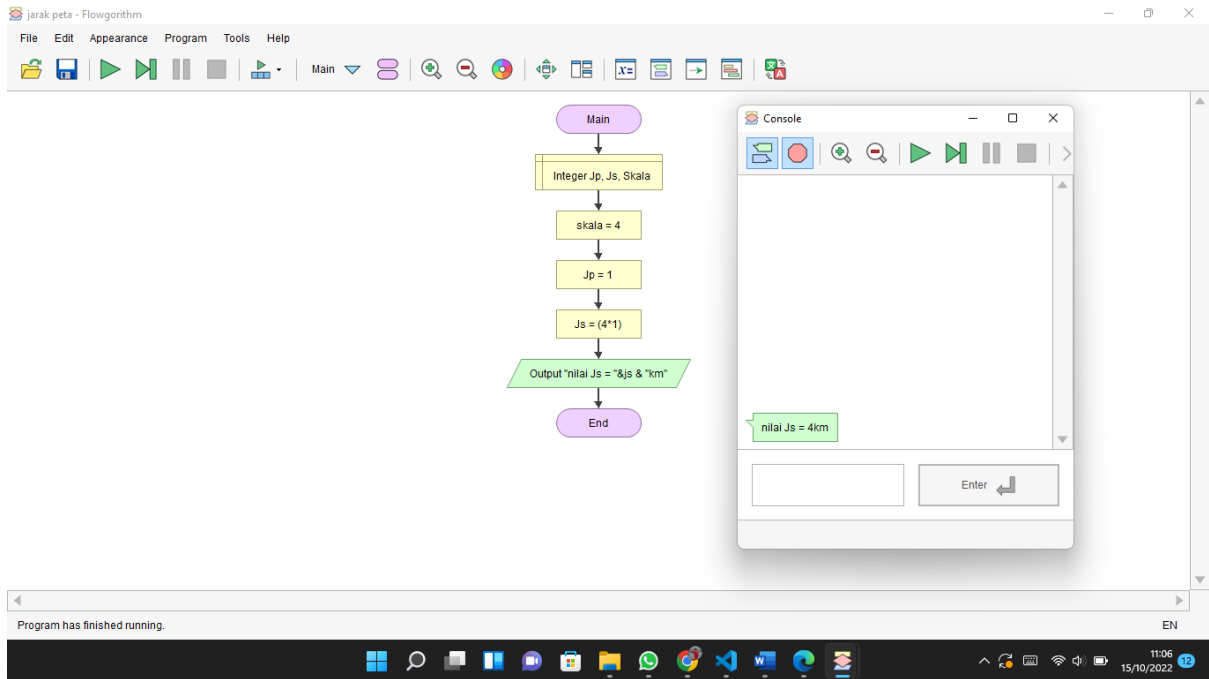 jarak peta - Flowgorithm
File Edit Appearance Program Tools Help
Main
Main
Integer Jp, Js, Skala
skala = 4
Jp = 1
Js = (4*1)
Output "nilai Js = "&js & "km"
End
Console
nilai Js = 4km
Enter
Program has finished running.
EN
11:06
15/10/2022
12